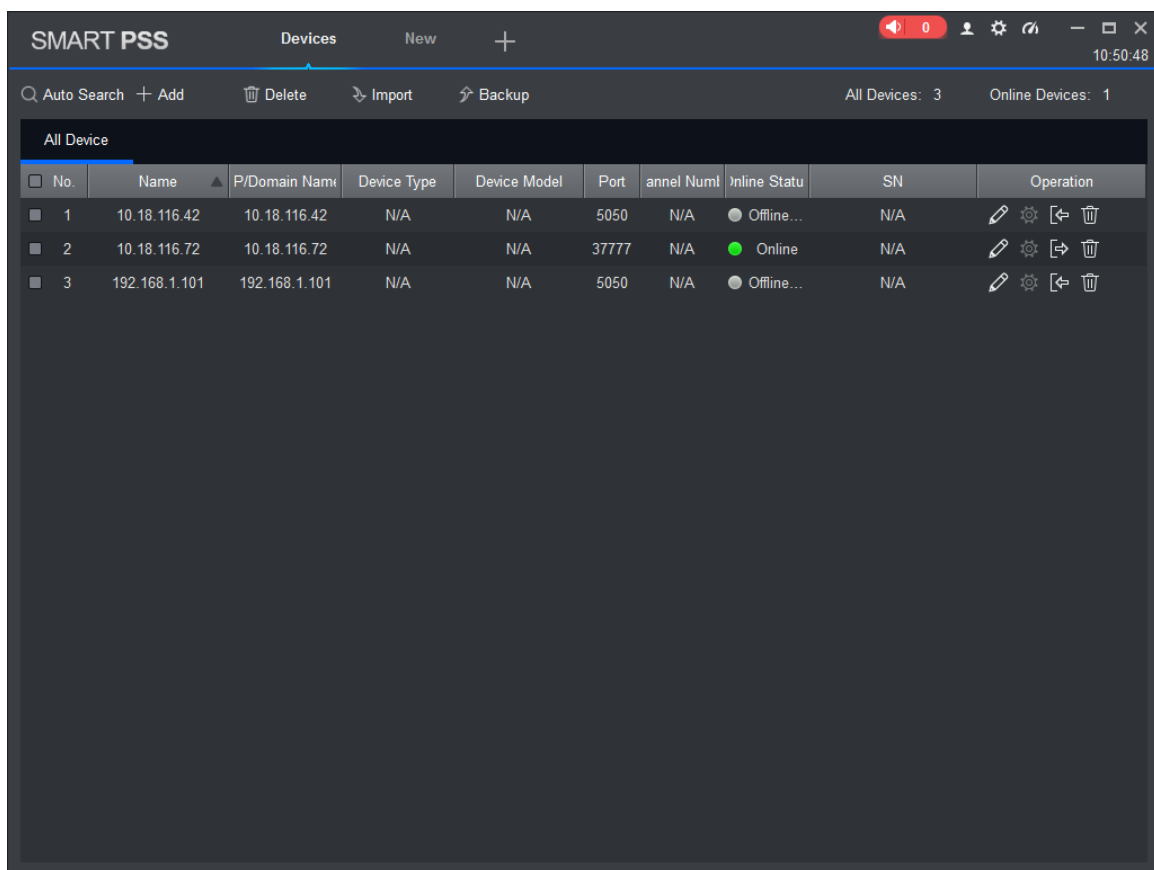 SMART PSS Devices New 0
10:50:48
Auto Search Add Delete Import Backup All Devices: 3 Online Devices: 1
All Device
No. Name P/Domain Name Device Type Device Model Port annel Numb Online Statu SN Operation
1 10.18.116.42 10.18.116.42 N/A N/A 5050 N/A Offline... N/A
2 10.18.116.72 10.18.116.72 N/A N/A 37777 N/A Online N/A
3 192.168.1.101 192.168.1.101 N/A N/A 5050 N/A Offline... N/A